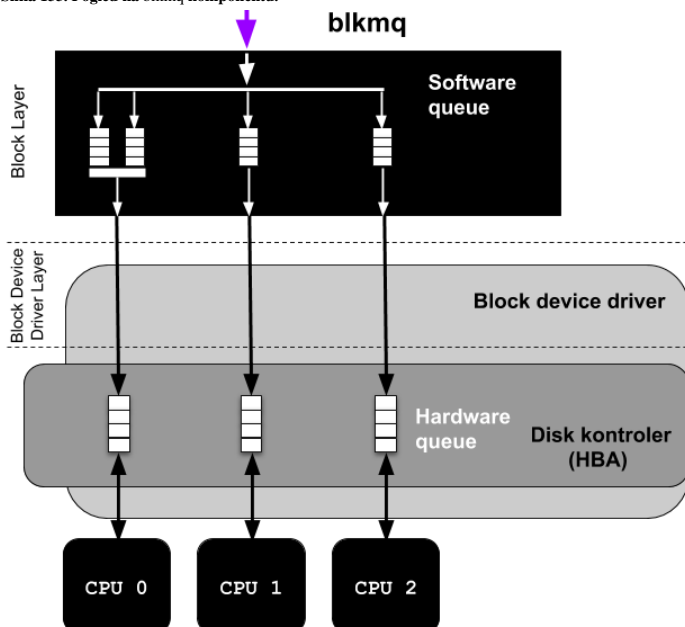 blkmq
Block Layer
Software
queue
Block Device
Driver Layer
Block device driver
Hardware
queue
Disk kontroler
(HBA)
CPU 0
CPU 1
CPU 2